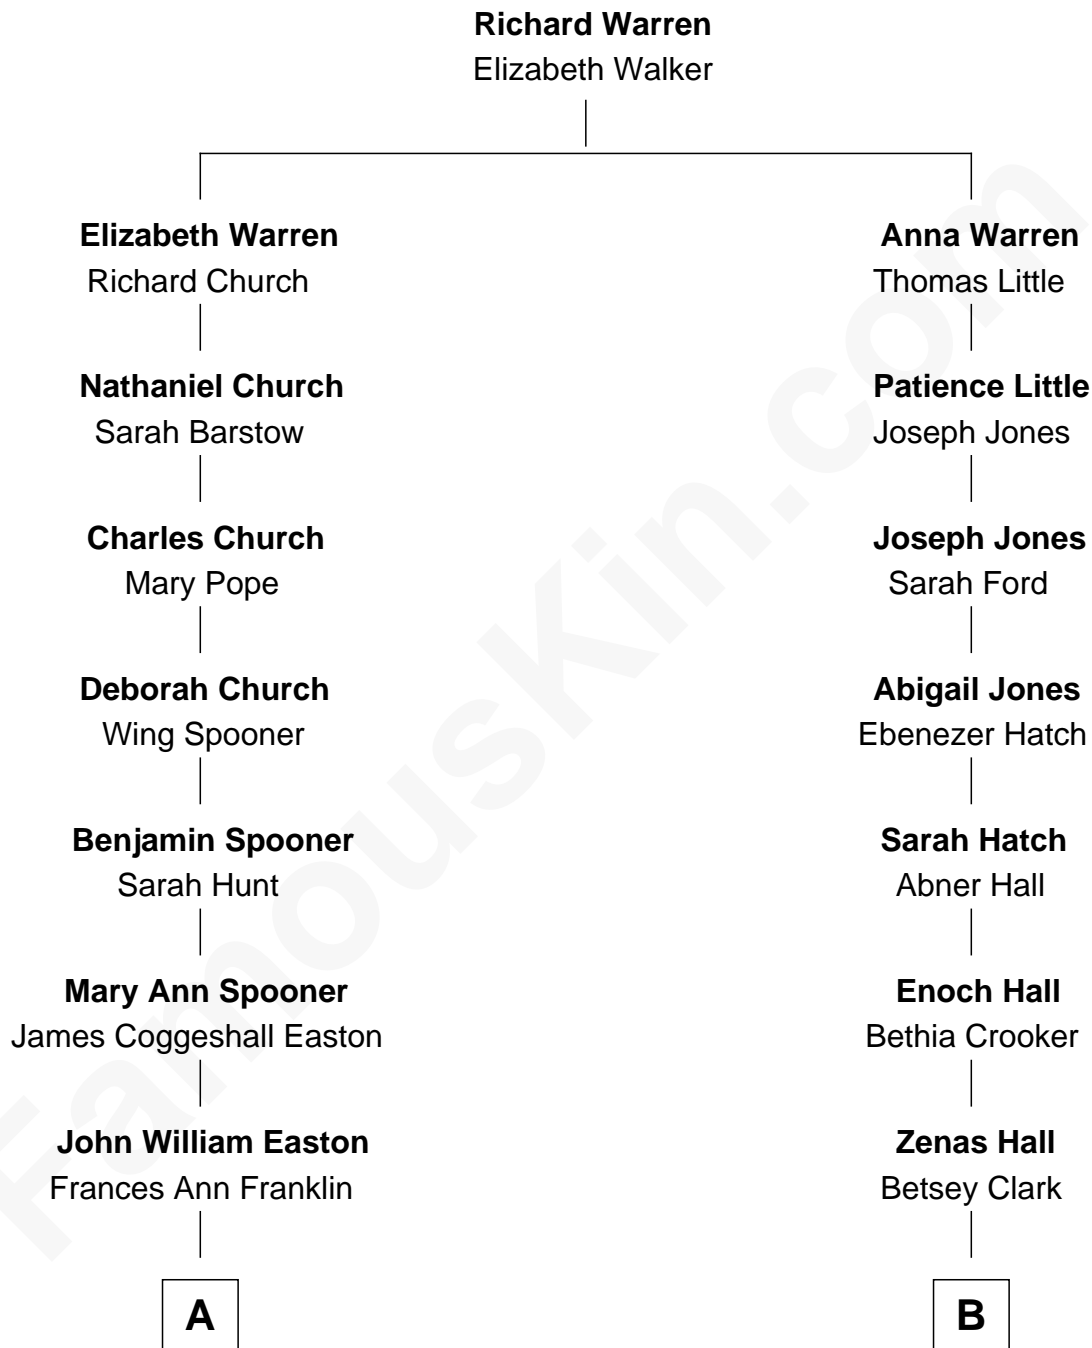 Richard Warren
Elizabeth Walker
Elizabeth Warren
Richard Church
Nathaniel Church
Sarah Barstow
Charles Church
Mary Pope
Deborah Church
Wing Spooner
Benjamin Spooner
Sarah Hunt
Mary Ann Spooner
James Coggeshall Easton
John William Easton
Frances Ann Franklin
A
Anna Warren
Thomas Little
Patience Little
Joseph Jones
Joseph Jones
Sarah Ford
Abigail Jones
Ebenezer Hatch
Sarah Hatch
Abner Hall
Enoch Hall
Bethia Crooker
Zenas Hall
Betsey Clark
B
FamousKin.com